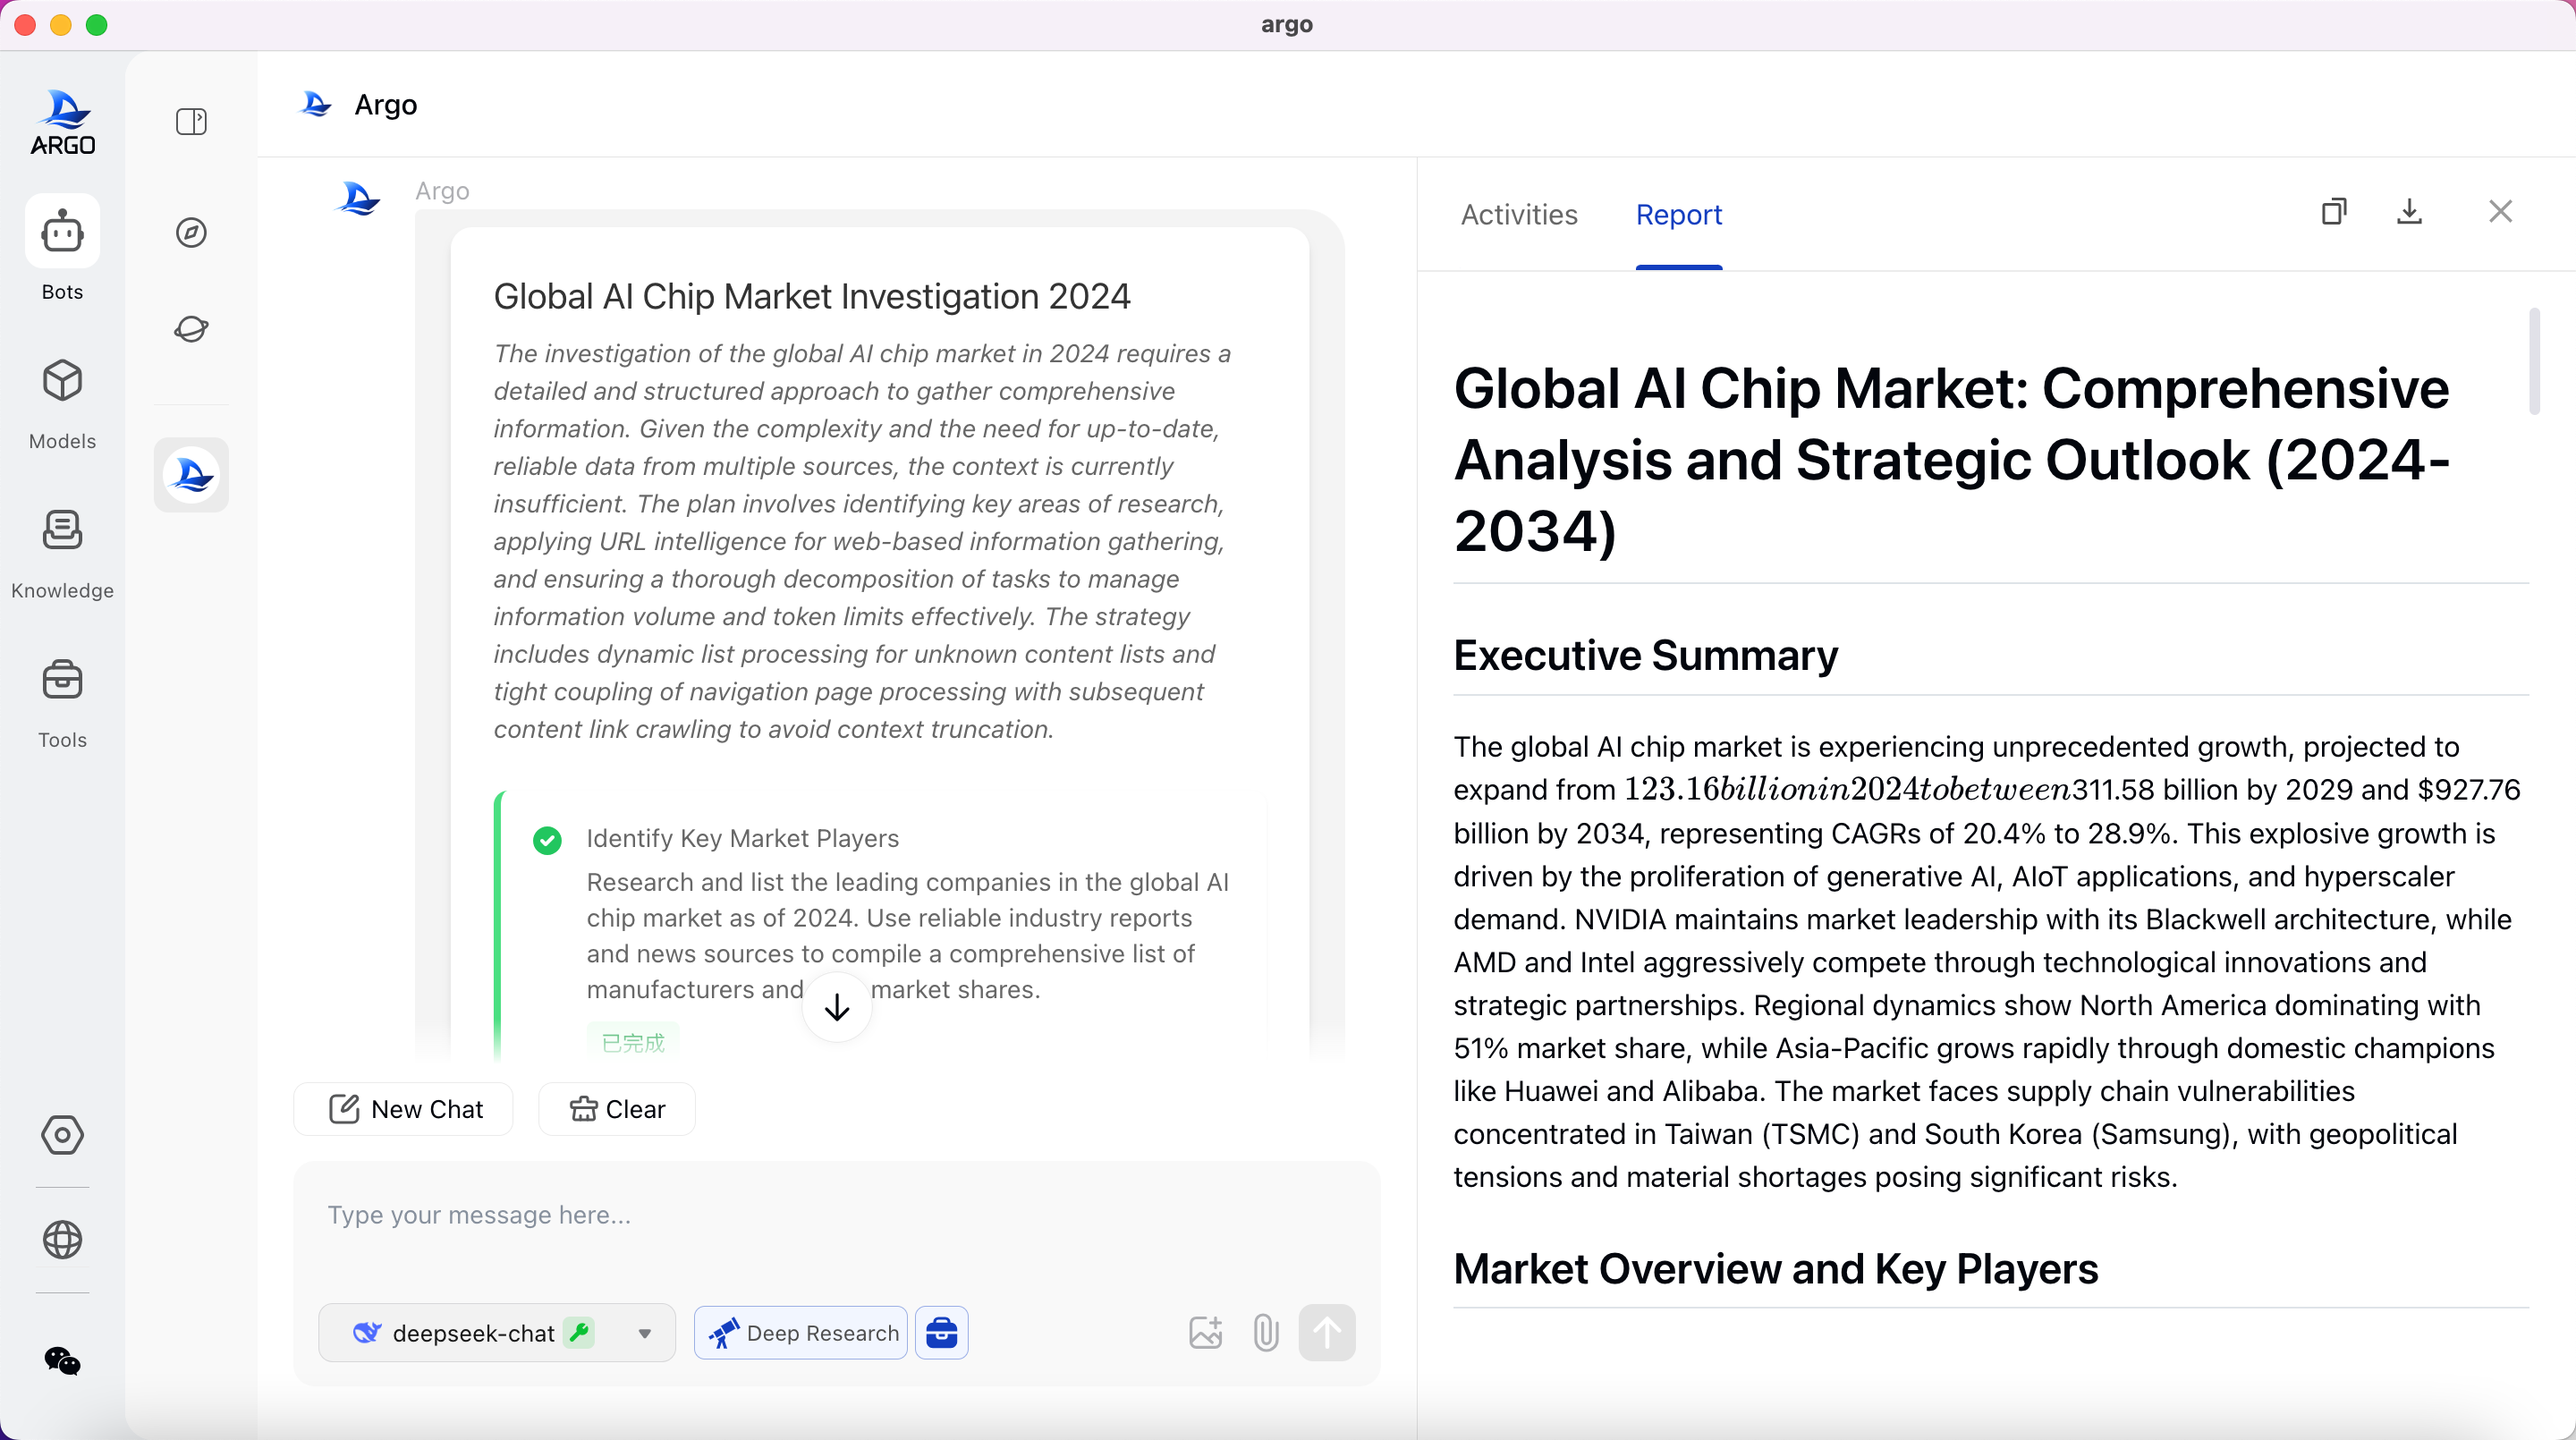 argo
ARGO
Bots
Models
Knowledge
Tools
Argo
Argo
Global AI Chip Market Investigation 2024
The investigation of the global AI chip market in 2024 requires a
detailed and structured approach to gather comprehensive
information. Given the complexity and the need for up-to-date,
reliable data from multiple sources, the context is currently
insufficient. The plan involves identifying key areas of research,
applying URL intelligence for web-based information gathering,
and ensuring a thorough decomposition of tasks to manage
information volume and token limits effectively. The strategy
includes dynamic list processing for unknown content lists and
tight coupling of navigation page processing with subsequent
content link crawling to avoid context truncation.
Identify Key Market Players
Research and list the leading companies in the global AI
chip market as of 2024. Use reliable industry reports
and news sources to compile a comprehensive list of
manufacturers and market shares.
已完成
New Chat
Clear
Type your message here...
deepseek-chat
Deep Research
Activities
Report
Global AI Chip Market: Comprehensive
Analysis and Strategic Outlook (2024-
2034)
Executive Summary
The global AI chip market is experiencing unprecedented growth, projected to
expand from 123.16billionin2024tobetween311.58 billion by 2029 and $927.76
billion by 2034, representing CAGRs of 20.4% to 28.9%. This explosive growth is
driven by the proliferation of generative AI, AIoT applications, and hyperscaler
demand. NVIDIA maintains market leadership with its Blackwell architecture, while
AMD and Intel aggressively compete through technological innovations and
strategic partnerships. Regional dynamics show North America dominating with
51% market share, while Asia-Pacific grows rapidly through domestic champions
like Huawei and Alibaba. The market faces supply chain vulnerabilities
concentrated in Taiwan (TSMC) and South Korea (Samsung), with geopolitical
tensions and material shortages posing significant risks.
Market Overview and Key Players